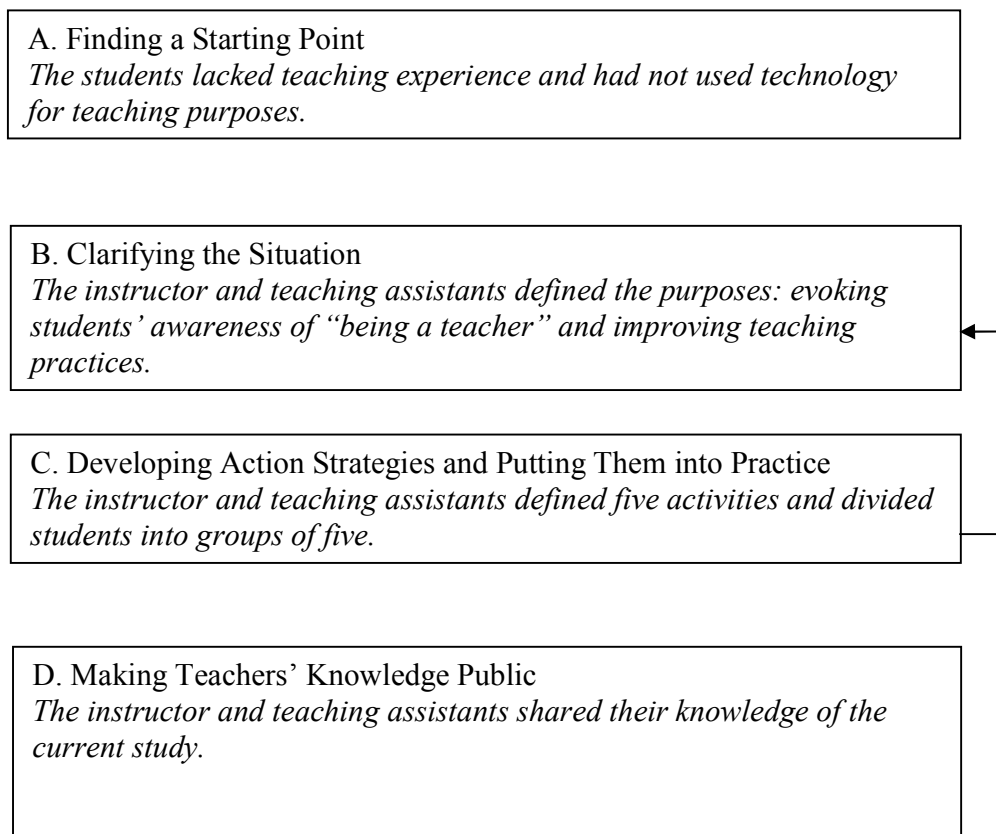 A. Finding a Starting Point
The students lacked teaching experience and had not used technology
for teaching purposes.
B. Clarifying the Situation
The instructor and teaching assistants defined the purposes: evoking
students’ awareness of “being a teacher” and improving teaching
practices.
C. Developing Action Strategies and Putting Them into Practice
The instructor and teaching assistants defined five activities and divided
students into groups of five.
D. Making Teachers’ Knowledge Public
The instructor and teaching assistants shared their knowledge of the
current study.